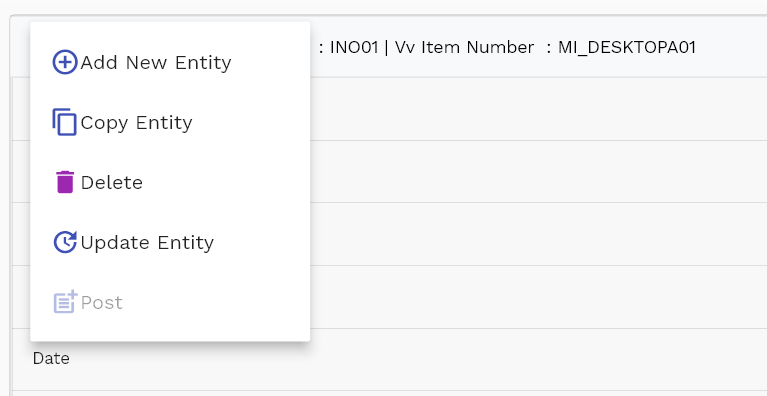 Add New Entity
: INO01 | Vv Item Number : MI_DESKTOPA01
Copy Entity
Delete
Update Entity
Post
Date